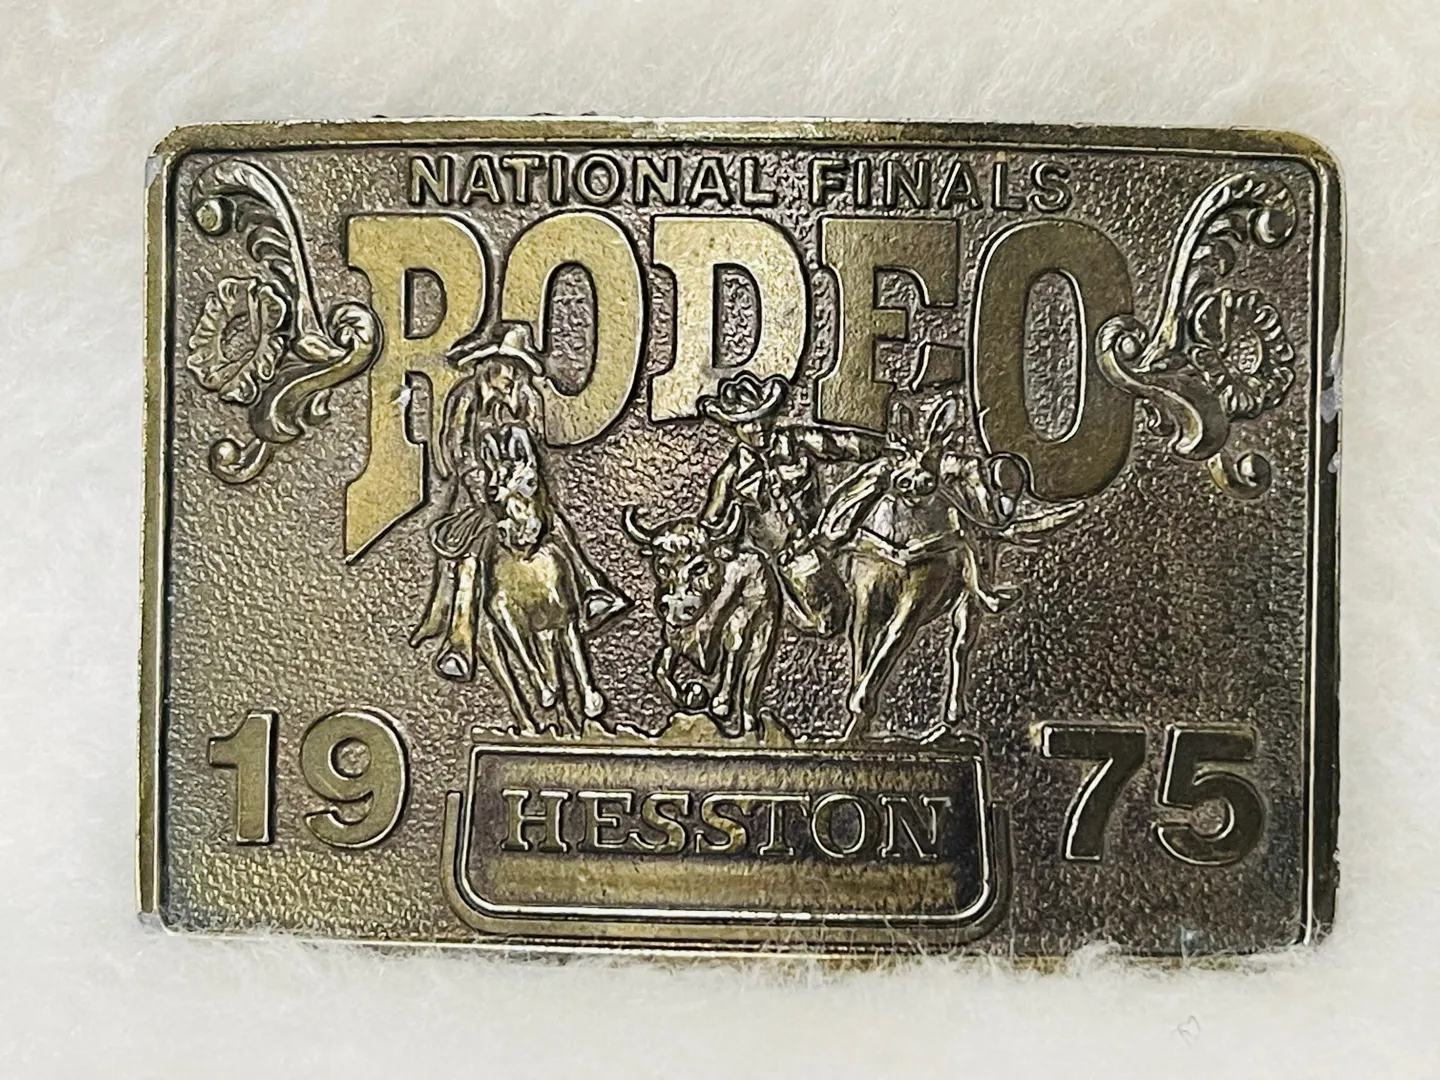 NATIONAL FINALS
RODEO
19 75
HESSTON